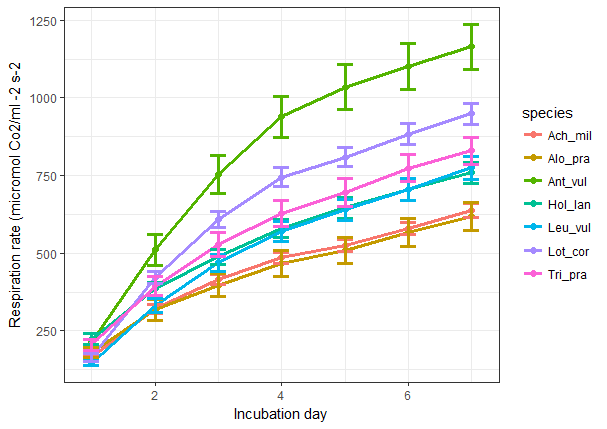 1250
1000
750
500
250
Respiration rate (micromol Co2/ml -2 s-2
2
4
6
Incubation day
species
Ach_mil
Alo_pra
Ant_vul
Hol_lan
Leu_vul
Lot_cor
Tri_pra